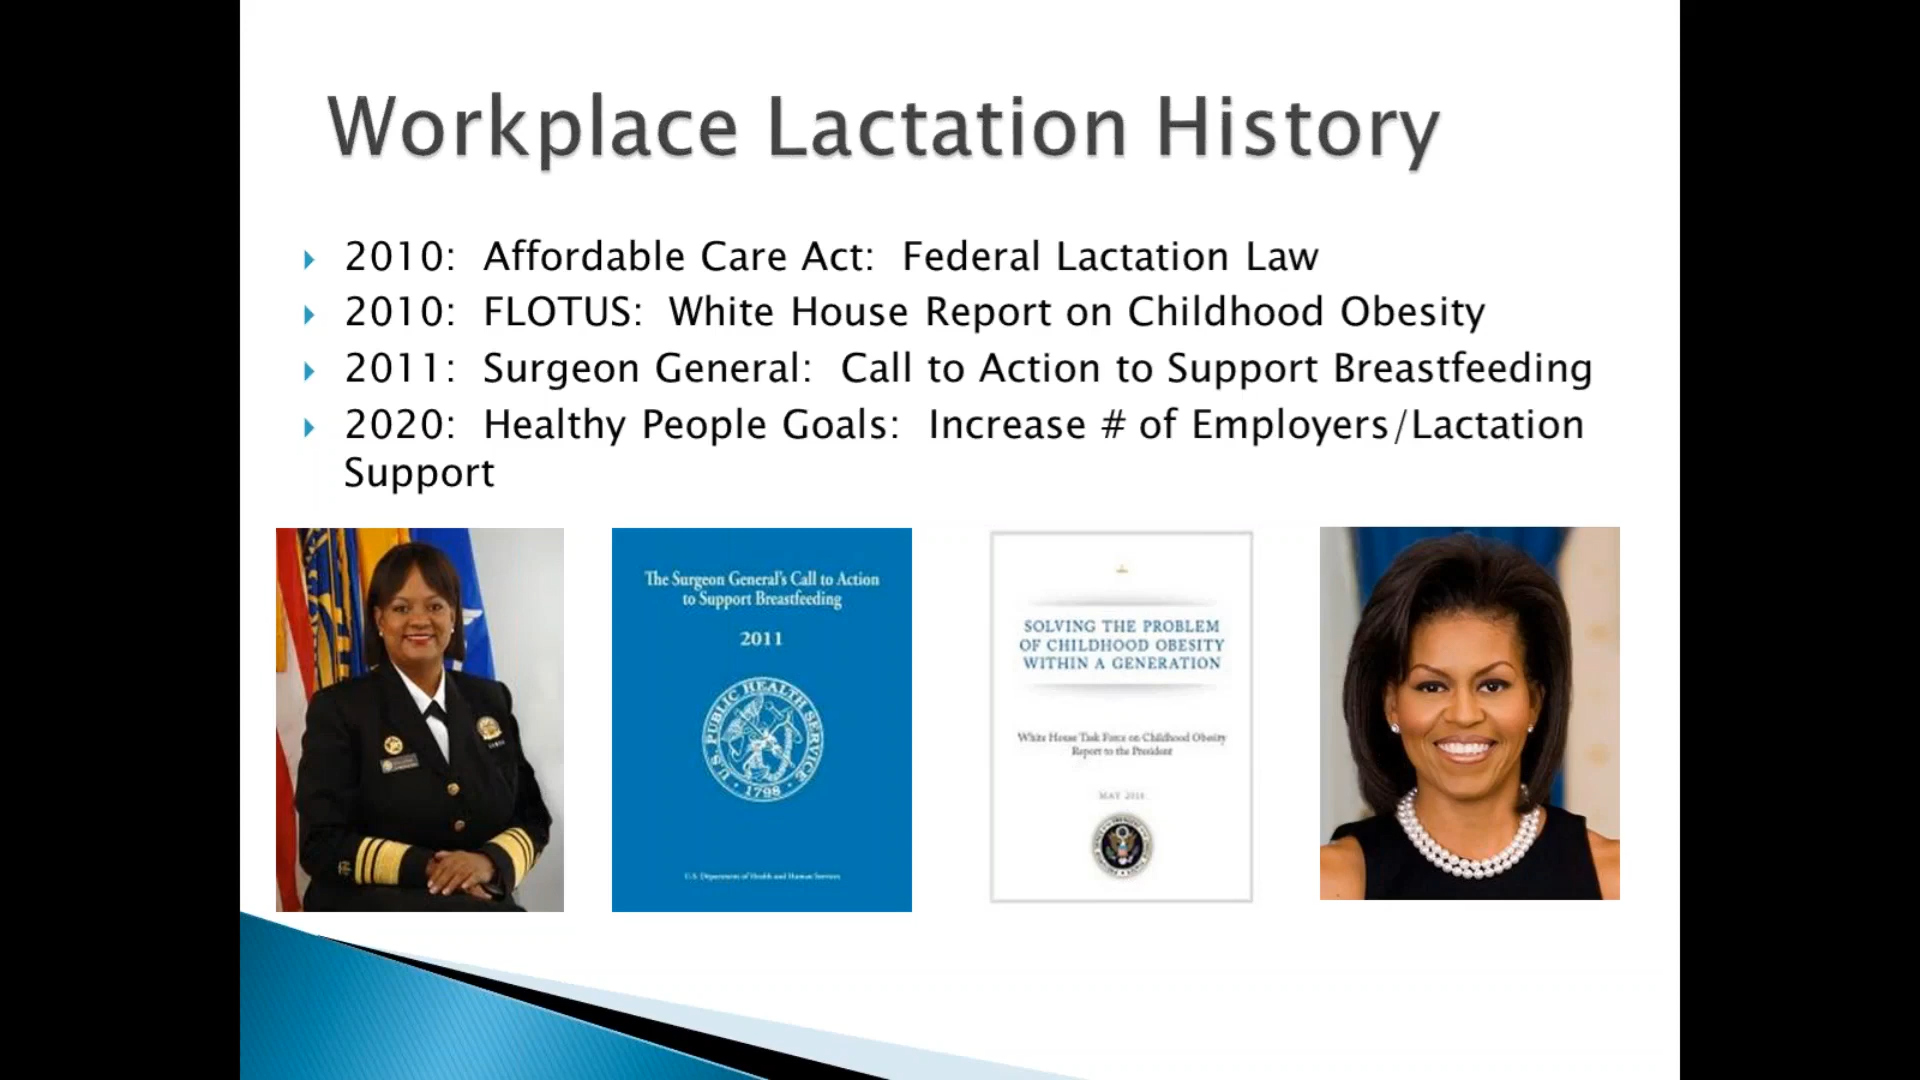 Workplace Lactation History
2010: Affordable Care Act: Federal Lactation Law
2010: FLOTUS: White House Report on Childhood Obesity
2011: Surgeon General: Call to Action to Support Breastfeeding
2020: Healthy People Goals: Increase # of Employers/Lactation
Support
The Surgeon General's Call to Action
to Support Breastfeeding
2011
U.S. PUBLIC HEALTH SERVICE
1798
U.S. Department of Health and Human Services
SOLVING THE PROBLEM
OF CHILDHOOD OBESITY
WITHIN A GENERATION
White House Task Force on Childhood Obesity
Report to the President
MAY 2010